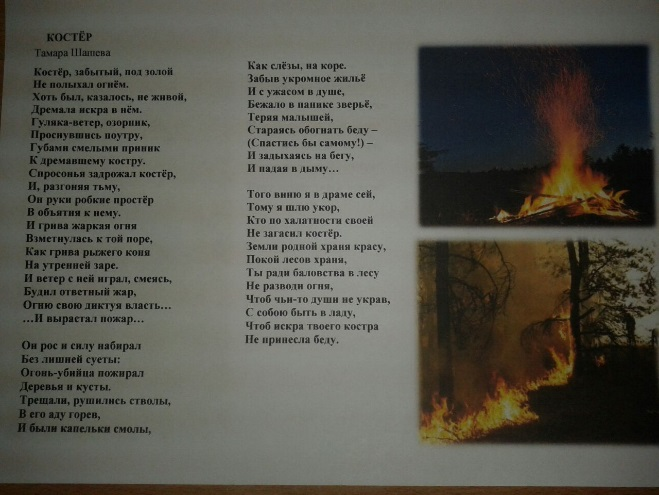 КОСТЁР
Тамара Шашева
Костёр, забытый, под золой
Не полыхал огнём.
Хоть был, казалось, не живой,
Дремала искра в нём.
Гуляка-ветер, озорник,
Проснувшись поутру,
Губами смелыми приник
К дремавшему костру.
Спросонья задрожал костёр,
И, разгоняя тьму,
Он руки робкие простёр
В объятия к нему.
И грива жаркая огня
Взметнулась к той поре,
Как грива рыжего коня
На утренней заре.
И ветер с ней играл, смеясь,
Будил ответный жар,
Огню свою диктуя власть…
…И вырастал пожар…
Он рос и силу набирал
Без лишней суеты:
Огонь-убийца пожирал
Деревья и кусты.
Трещали, рушились стволы,
В его аду горев,
И были капельки смолы,
Как слёзы, на коре.
Забыв укромное жильё
И с ужасом в душе,
Бежало в панике зверьё,
Теряя малышей,
Стараясь обогнать беду –
(Спастись бы самому!) –
И задыхаясь на бегу,
И падая в дыму…
Того виню я в драме сей,
Тому я шлю укор,
Кто по халатности своей
Не загасил костёр.
Земли родной храня красу,
Покой лесов храня,
Ты ради баловства в лесу
Не разводи огня,
Чтоб чьи-то души не украв,
С собою быть в ладу,
Чтоб искра твоего костра
Не принесла беду.